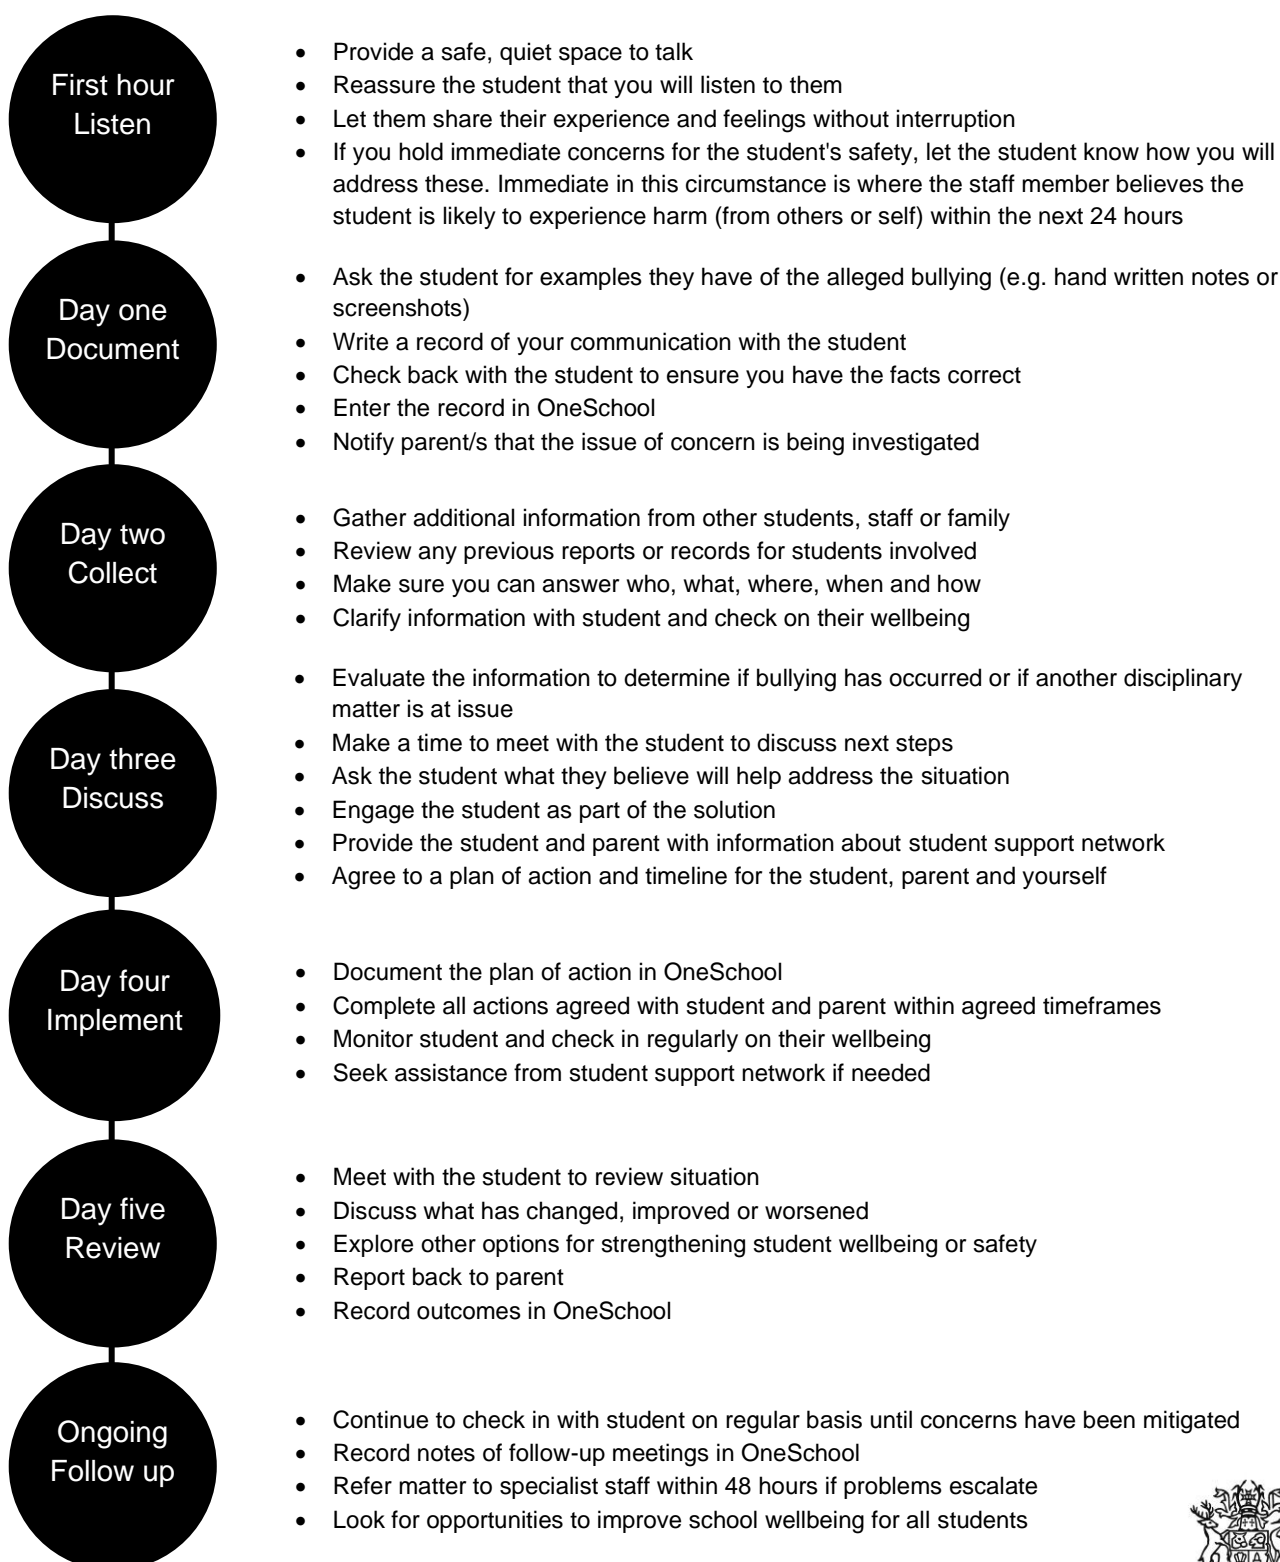 First hour
Listen
• Provide a safe, quiet space to talk
• Reassure the student that you will listen to them
• Let them share their experience and feelings without interruption
• If you hold immediate concerns for the student's safety, let the student know how you will
address these. Immediate in this circumstance is where the staff member believes the
student is likely to experience harm (from others or self) within the next 24 hours
Day one
Document
• Ask the student for examples they have of the alleged bullying (e.g. hand written notes or
screenshots)
• Write a record of your communication with the student
• Check back with the student to ensure you have the facts correct
• Enter the record in OneSchool
• Notify parent/s that the issue of concern is being investigated
Day two
Collect
• Gather additional information from other students, staff or family
• Review any previous reports or records for students involved
• Make sure you can answer who, what, where, when and how
• Clarify information with student and check on their wellbeing
Day three
Discuss
• Evaluate the information to determine if bullying has occurred or if another disciplinary
matter is at issue
• Make a time to meet with the student to discuss next steps
• Ask the student what they believe will help address the situation
• Engage the student as part of the solution
• Provide the student and parent with information about student support network
• Agree to a plan of action and timeline for the student, parent and yourself
Day four
Implement
• Document the plan of action in OneSchool
• Complete all actions agreed with student and parent within agreed timeframes
• Monitor student and check in regularly on their wellbeing
• Seek assistance from student support network if needed
Day five
Review
• Meet with the student to review situation
• Discuss what has changed, improved or worsened
• Explore other options for strengthening student wellbeing or safety
• Report back to parent
• Record outcomes in OneSchool
Ongoing
Follow up
• Continue to check in with student on regular basis until concerns have been mitigated
• Record notes of follow-up meetings in OneSchool
• Refer matter to specialist staff within 48 hours if problems escalate
• Look for opportunities to improve school wellbeing for all students